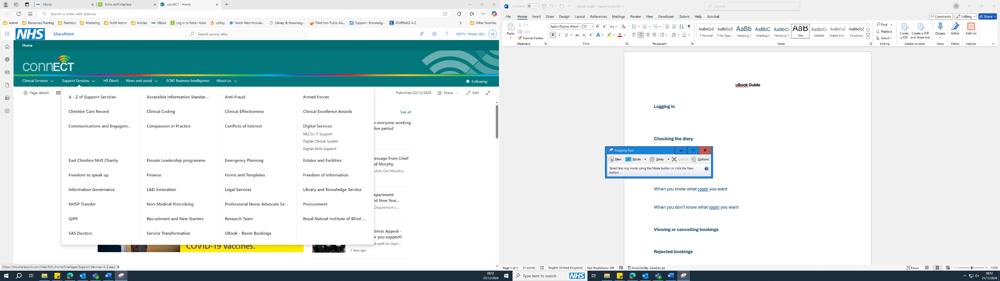 UBook
Koha staff interface
connECT - Home
Search or enter web address
Admin
Resources/Training
Statistics
Marketing
NoW Admin
Articles
UBook
Log in to Koha › Koha
LibKey
North West Knowle...
Library & Knowledg...
Third Iron Public Ad...
Support : Knowledg...
JOURNALS A-Z
Other favorites
NHS
SharePoint
Search across sites
SMITH, Rowan (EA...
RS
Home
connECT
Clinical Services
Support Services
HR Direct
News and social
ECNT Business Intelligence
About us
Following
Page details
Published 20/12/2024
Share
Edit
A - Z of Support Services
Accessible Information Standar...
Anti-Fraud
Armed Forces
Cheshire Care Record
Clinical Coding
Clinical Effectiveness
Clinical Excellence Awards
Communications and Engagem...
Compassion in Practice
Conflicts of Interest
Digital Services
MLCSU IT Support
Digital Clinical System
Digital Skills Support
East Cheshire NHS Charity
Elevate Leadership programme
Emergency Planning
Estates and Facilities
Freedom to speak up
Finance
Forms and Templates
Freedom of Information
Information Governance
L&D Innovation
Legal Services
Library and Knowledge Service
NHSP Transfer
Non-Medical Prescribing
Professional Nurse Advocate Se...
Procurement
QIPP
Recruitment and New Starters
Research Team
Royal Natinal Institute of Blind ...
SAS Doctors
Service Transformation
UBook - Room Bookings
See all
o everyone working
tive period
essage from Chief
ed Murphy
utive Ged Murphy...
epartment:
nd New Year...
Department's...
stmas Appeal -
or you support!
all staff for their...
7 days ago
COVID-19 vaccines.
https://nhs.sharepoint.com/sites/RJN_Home/SitePages/Support-Services-A-Z.aspx
08:52
23/12/2024
AutoSave
Off
uBook Guide • Saved to this PC
Search
File
Home
Insert
Draw
Design
Layout
References
Mailings
Review
View
Developer
Zotero
Help
Acrobat
Comments
Editing
Share
Paste
Cut
Copy
Format Painter
Clipboard
Aptos Display (Head
12
Font
Paragraph
AaBbCcD
Normal
AaBbCcD
No Spac...
AaBb
Heading 1
AaBbC
Heading 2
AaBbC
Heading 3
AaB
Title
AaBbC
Subtitle
AaBbCcD
Subtle Em...
AaBbCcD
Emphasis
Styles
Find
Replace
Select
Editing
Create a PDF
Create a PDF and Share link
Adobe Acrobat
Dictate
Voice
Editor
Editor
Add-ins
Add-ins
uBook Guide
Logging in
Checking the diary
Snipping Tool
New
Mode
Delay
Cancel
Options
Select the snip mode using the Mode button or click the New
button.
When you know what room you want
When you don't know what room you want
Viewing or cancelling bookings
Rejected bookings
Page 1 of 1
31 words
English (United Kingdom)
Text Predictions: Off
Accessibility: Good to go
Focus
120%
Type here to search
NHS
08:52
23/12/2024